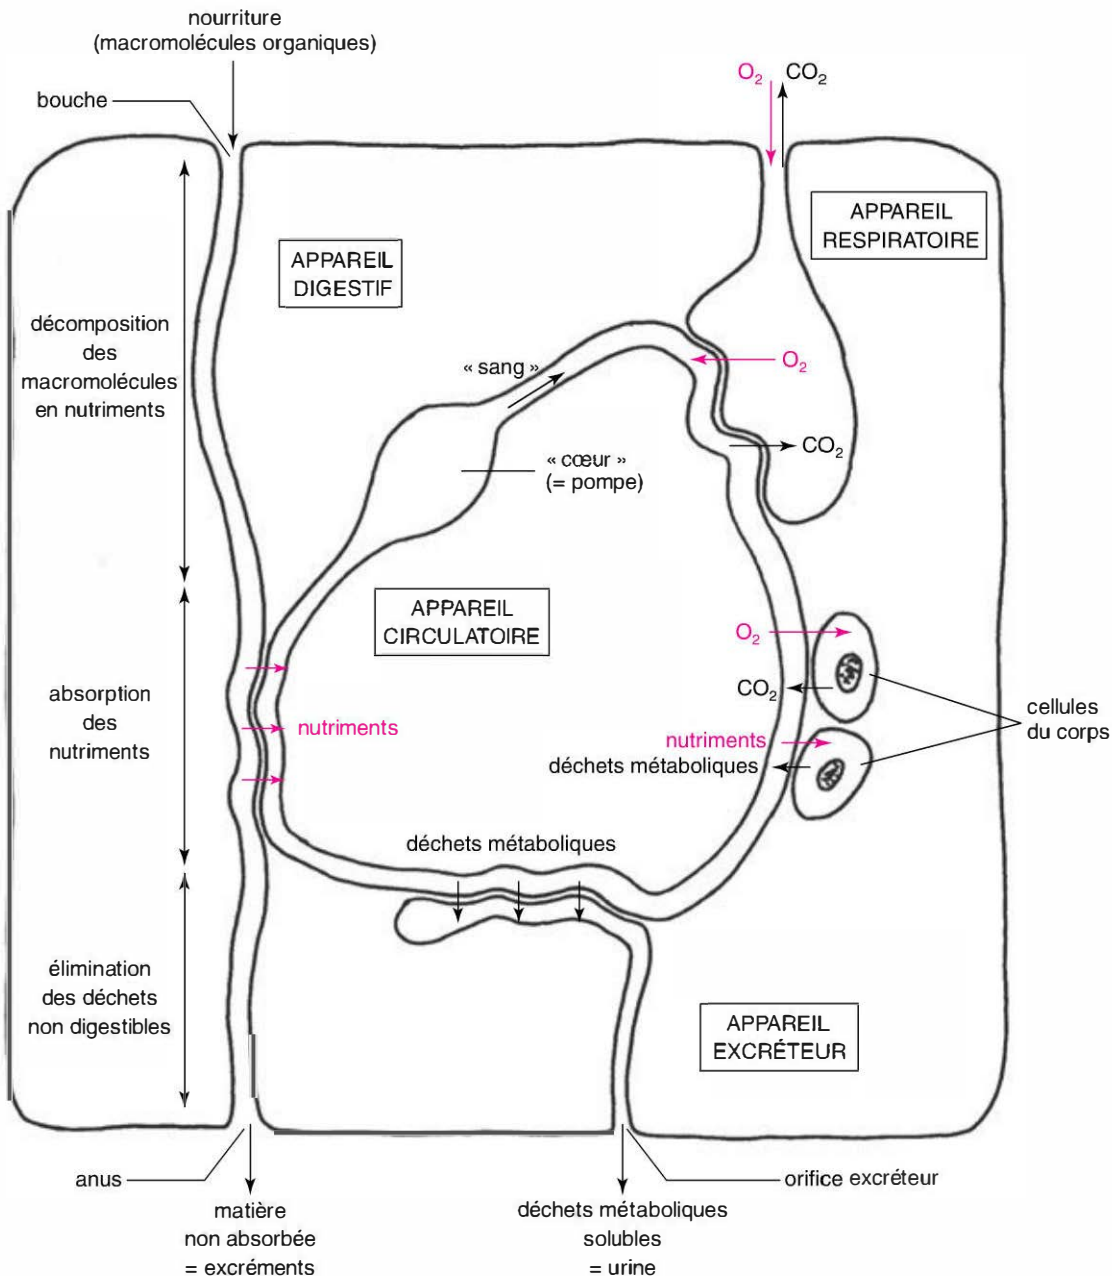 nourriture
(macromolécules organiques)
bouche
O2
CO2
APPAREIL
RESPIRATOIRE
APPAREIL
DIGESTIF
décomposition
des
macromolécules
en nutriments
« sang »
O2
CO2
« cœur »
(= pompe)
APPAREIL
CIRCULATOIRE
O2
CO2
absorption
des
nutriments
nutriments
nutriments
déchets métaboliques
cellules
du corps
déchets métaboliques
élimination
des déchets
non digestibles
APPAREIL
EXCRÉTEUR
anus
orifice excréteur
matière
non absorbée
= excréments
déchets métaboliques
solubles
= urine